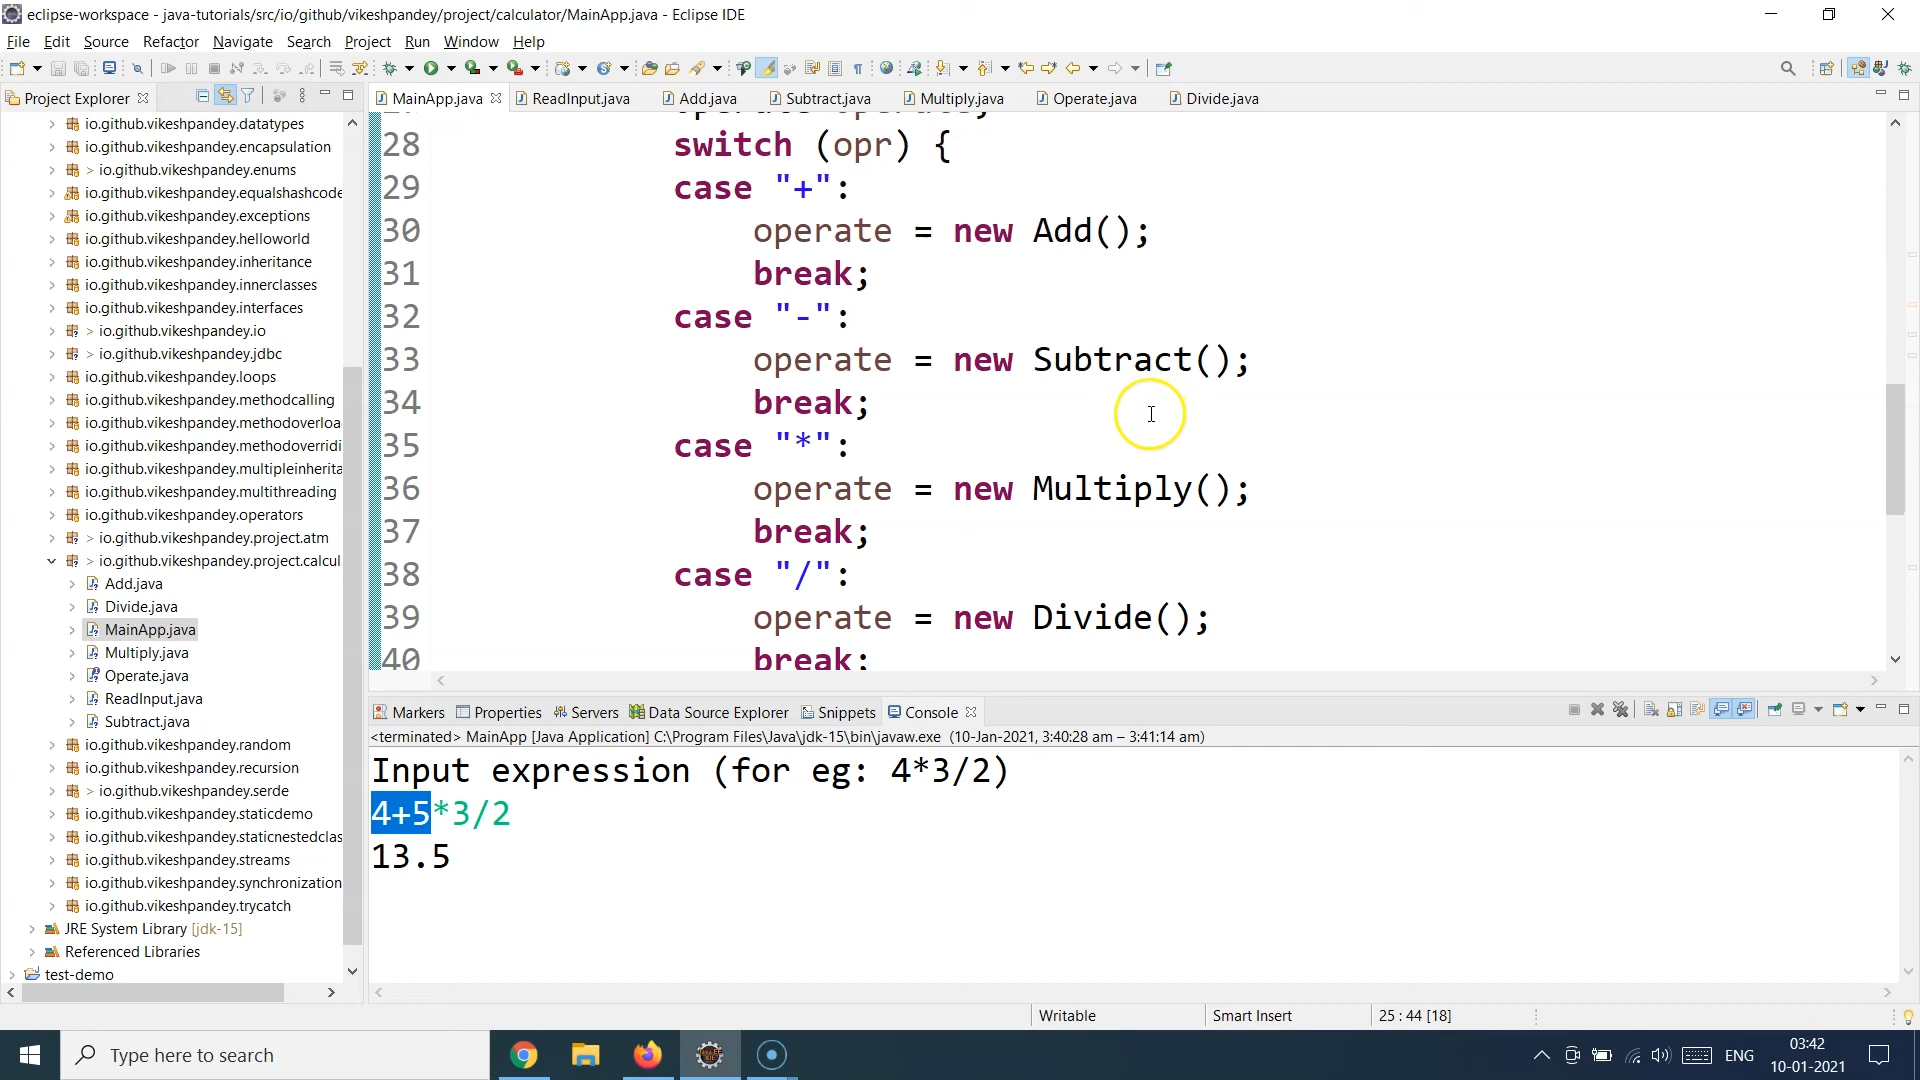 eclipse-workspace - java-tutorials/src/io/github/vikeshpandey/project/calculator/MainApp.java - Eclipse IDE
File Edit Source Refactor Navigate Search Project Run Window Help
Project Explorer
MainApp.java ReadInput.java Add.java Subtract.java Multiply.java Operate.java Divide.java
io.github.vikeshpandey.datatypes
io.github.vikeshpandey.encapsulation
> io.github.vikeshpandey.enums
io.github.vikeshpandey.equalshashcode
io.github.vikeshpandey.exceptions
io.github.vikeshpandey.helloworld
io.github.vikeshpandey.inheritance
io.github.vikeshpandey.innerclasses
io.github.vikeshpandey.interfaces
> io.github.vikeshpandey.io
> io.github.vikeshpandey.jdbc
io.github.vikeshpandey.loops
io.github.vikeshpandey.methodcalling
io.github.vikeshpandey.methodoverloa
io.github.vikeshpandey.methodoverridi
io.github.vikeshpandey.multipleinherita
io.github.vikeshpandey.multithreading
io.github.vikeshpandey.operators
> io.github.vikeshpandey.project.atm
> io.github.vikeshpandey.project.calcul
Add.java
Divide.java
MainApp.java
Multiply.java
Operate.java
ReadInput.java
Subtract.java
io.github.vikeshpandey.random
io.github.vikeshpandey.recursion
> io.github.vikeshpandey.serde
io.github.vikeshpandey.staticdemo
io.github.vikeshpandey.staticnestedclas
io.github.vikeshpandey.streams
io.github.vikeshpandey.synchronization
io.github.vikeshpandey.trycatch
JRE System Library [jdk-15]
Referenced Libraries
test-demo
28 switch (opr) {
29 case "+":
30 operate = new Add();
31 break;
32 case "-":
33 operate = new Subtract();
34 break;
35 case "*":
36 operate = new Multiply();
37 break;
38 case "/":
39 operate = new Divide();
40 break;
Markers Properties Servers Data Source Explorer Snippets Console
<terminated> MainApp [Java Application] C:\Program Files\Java\jdk-15\bin\javaw.exe (10-Jan-2021, 3:40:28 am – 3:41:14 am)
Input expression (for eg: 4*3/2)
4+5*3/2
13.5
Writable Smart Insert 25 : 44 [18]
Type here to search
ENG
03:42
10-01-2021